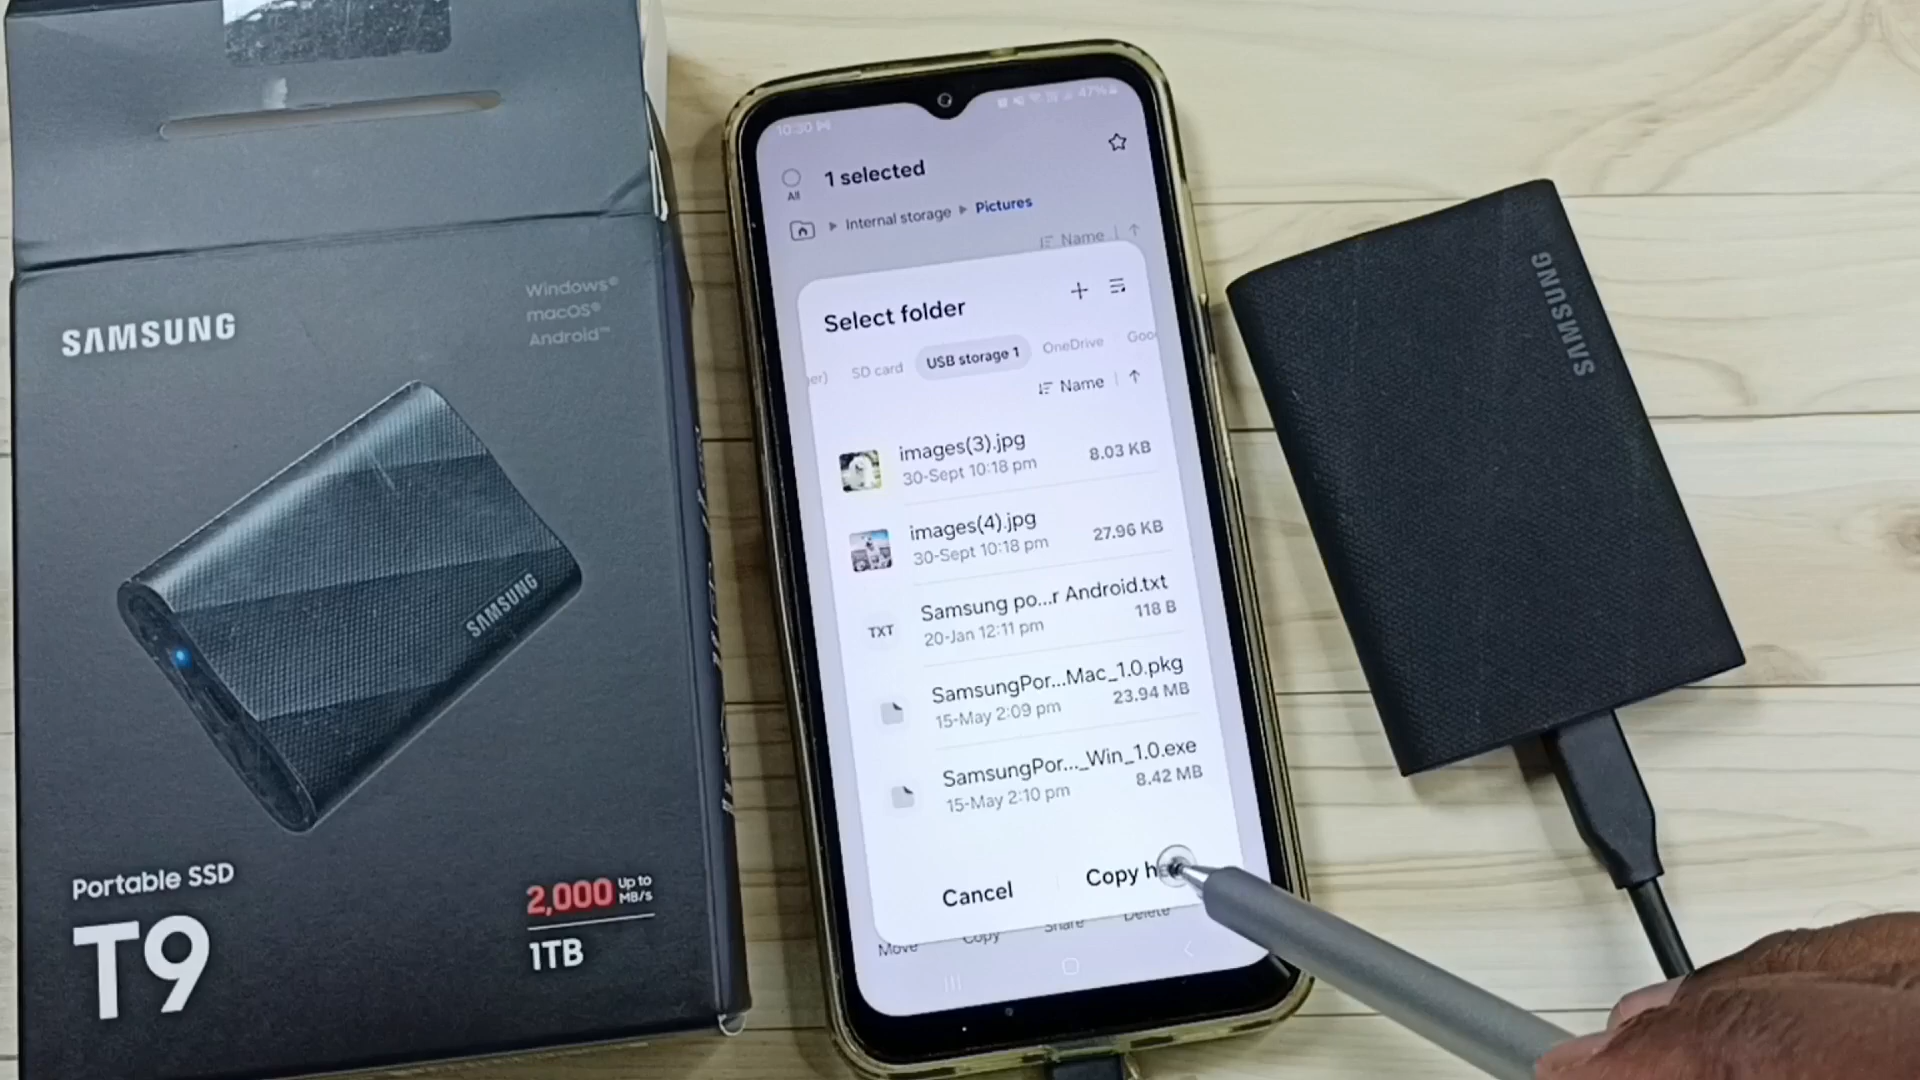 SAMSUNG
Windows®
macOS®
Android™
SAMSUNG
Portable SSD
T9
2,000 Up to MB/s
1TB
10:30
47%
All
1 selected
Internal storage
Pictures
Name
Select folder
SD card
USB storage 1
OneDrive
Goo
Name
images(3).jpg
30-Sept 10:18 pm
8.03 KB
images(4).jpg
30-Sept 10:18 pm
27.96 KB
TXT
Samsung po...r Android.txt
20-Jan 12:11 pm
118 B
SamsungPor...Mac_1.0.pkg
15-May 2:09 pm
23.94 MB
SamsungPor..._Win_1.0.exe
15-May 2:10 pm
8.42 MB
Cancel
Copy
Move
Copy
Share
Delete
SAMSUNG